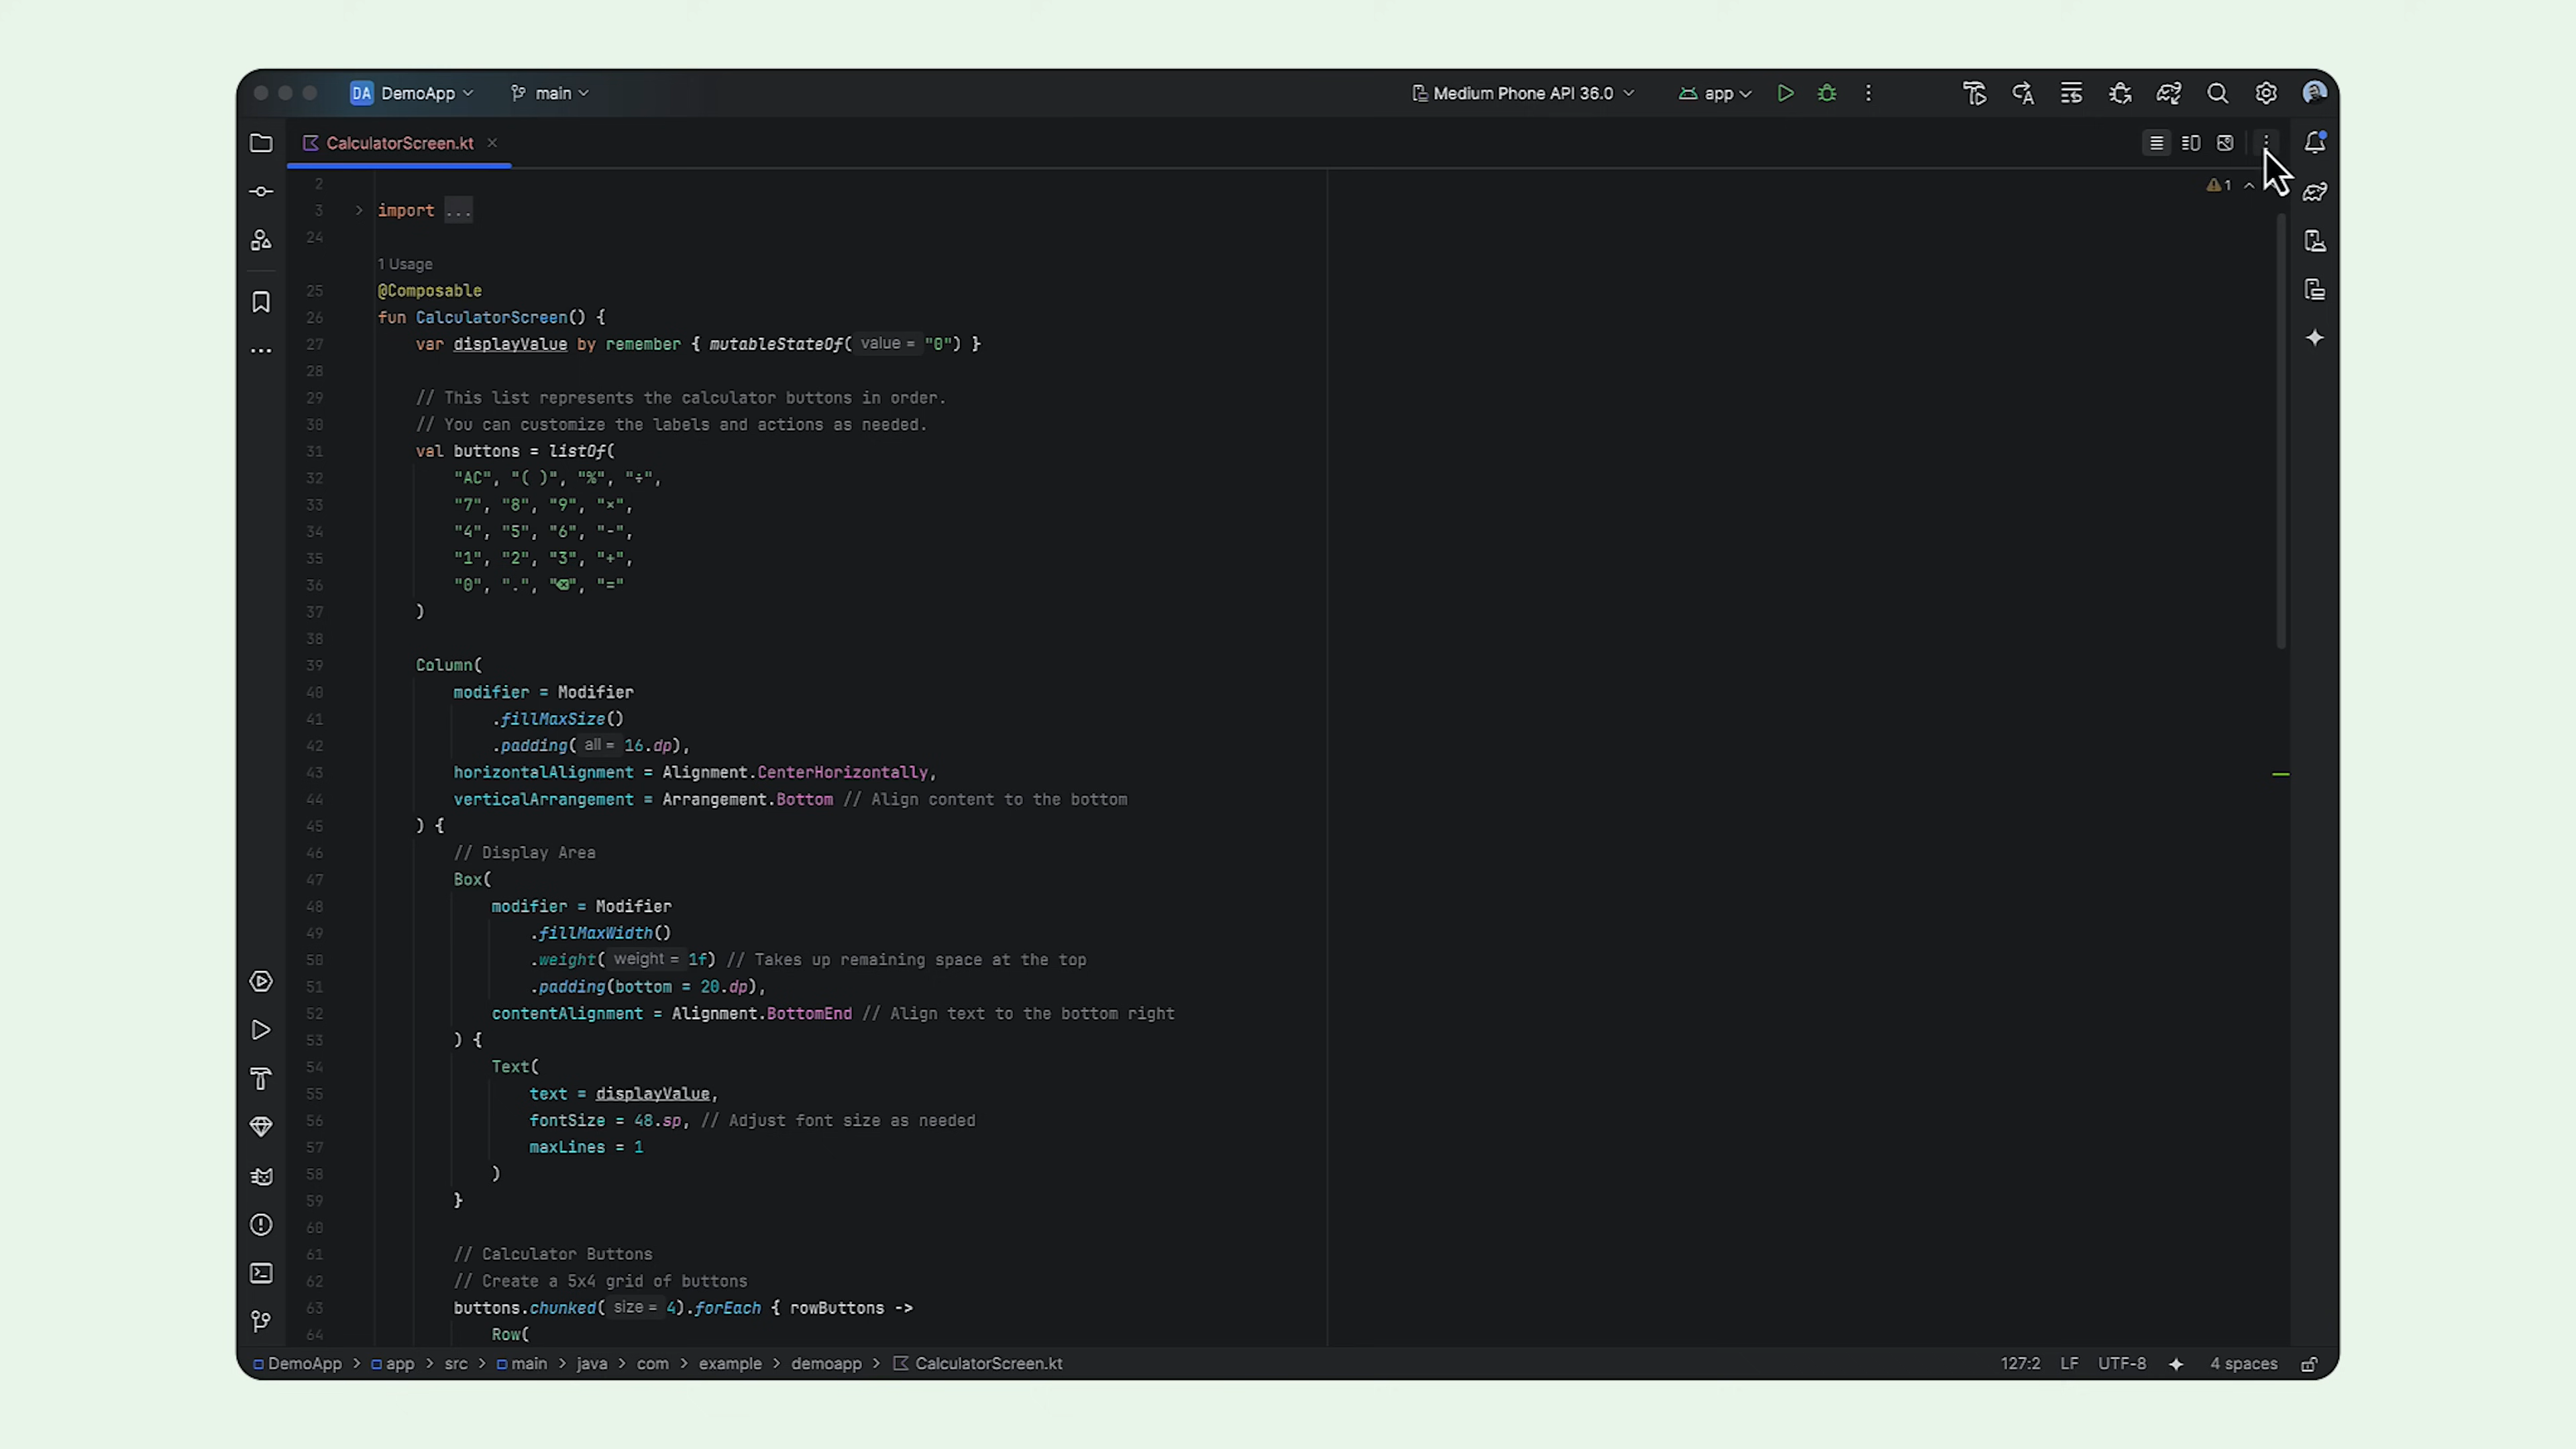 DA DemoApp main Medium Phone API 36.0 app
CalculatorScreen.kt
1
2
3 import ...
24
1 Usage
25 @Composable
26 fun CalculatorScreen() {
27 var displayValue by remember { mutableStateOf( value = "0") }
28
29 // This list represents the calculator buttons in order.
30 // You can customize the labels and actions as needed.
31 val buttons = listOf(
32 "AC", "( )", "%", "÷",
33 "7", "8", "9", "×",
34 "4", "5", "6", "-",
35 "1", "2", "3", "+",
36 "0", ".", "⌫", "="
37 )
38
39 Column(
40 modifier = Modifier
41 .fillMaxSize()
42 .padding( all = 16.dp),
43 horizontalAlignment = Alignment.CenterHorizontally,
44 verticalArrangement = Arrangement.Bottom // Align content to the bottom
45 ) {
46 // Display Area
47 Box(
48 modifier = Modifier
49 .fillMaxWidth()
50 .weight( weight = 1f) // Takes up remaining space at the top
51 .padding(bottom = 20.dp),
52 contentAlignment = Alignment.BottomEnd // Align text to the bottom right
53 ) {
54 Text(
55 text = displayValue,
56 fontSize = 48.sp, // Adjust font size as needed
57 maxLines = 1
58 )
59 }
60
61 // Calculator Buttons
62 // Create a 5x4 grid of buttons
63 buttons.chunked( size = 4).forEach { rowButtons ->
64 Row(
DemoApp > app > src > main > java > com > example > demoapp > CalculatorScreen.kt 127:2 LF UTF-8 4 spaces